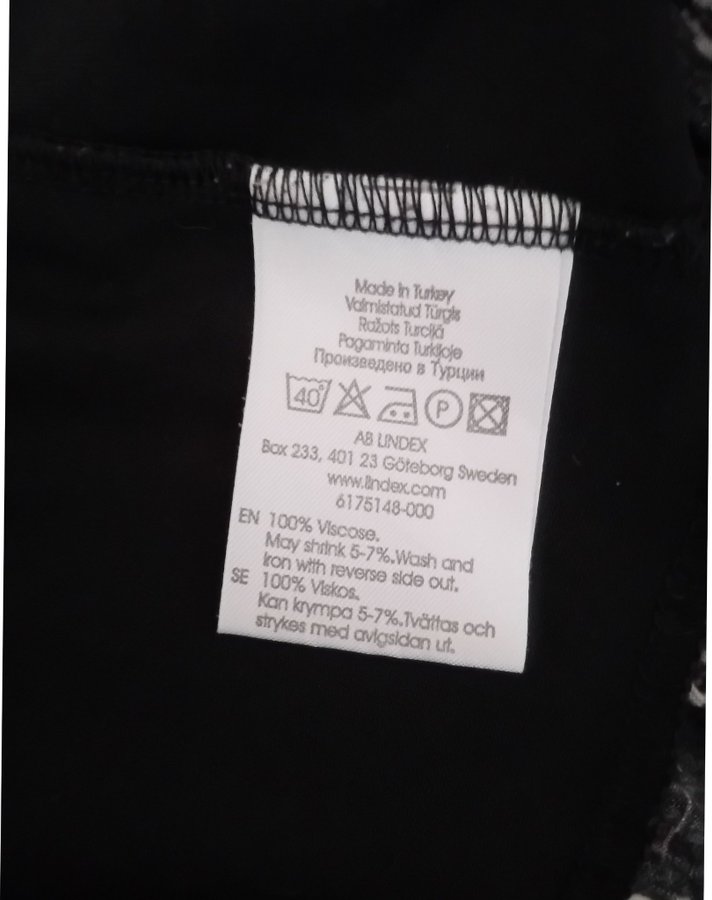 Made in Turkey
Valmistatud Türgis
Ražots Turcijā
Pagaminta Turkijoje
Произведено в Турции
40° P
AB LINDEX
Box 233, 401 23 Göteborg Sweden
www.lindex.com
6175148-000
EN 100% Viscose.
May shrink 5-7%.Wash and
iron with reverse side out.
SE 100% Viskos.
Kan krympa 5-7%.Tvättas och
strykes med avigsidan ut.